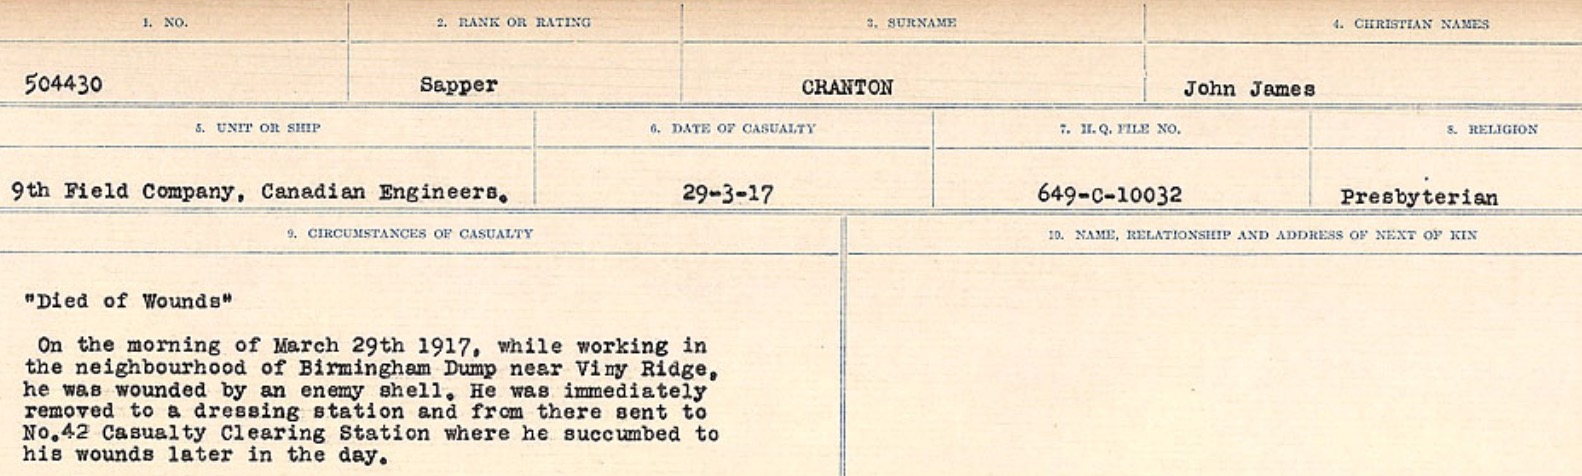 1. NO. 2. RANK OR RATING 3. SURNAME 4. CHRISTIAN NAMES
504430 Sapper CRANTON John James
5. UNIT OR SHIP 6. DATE OF CASUALTY 7. H.Q. FILE NO. 8. RELIGION
9th Field Company, Canadian Engineers. 29-3-17 649-C-10032 Presbyterian
9. CIRCUMSTANCES OF CASUALTY 10. NAME, RELATIONSHIP AND ADDRESS OF NEXT OF KIN
"Died of Wounds"
On the morning of March 29th 1917, while working in
the neighbourhood of Birmingham Dump near Vimy Ridge,
he was wounded by an enemy shell. He was immediately
removed to a dressing station and from there sent to
No.42 Casualty Clearing Station where he succumbed to
his wounds later in the day.